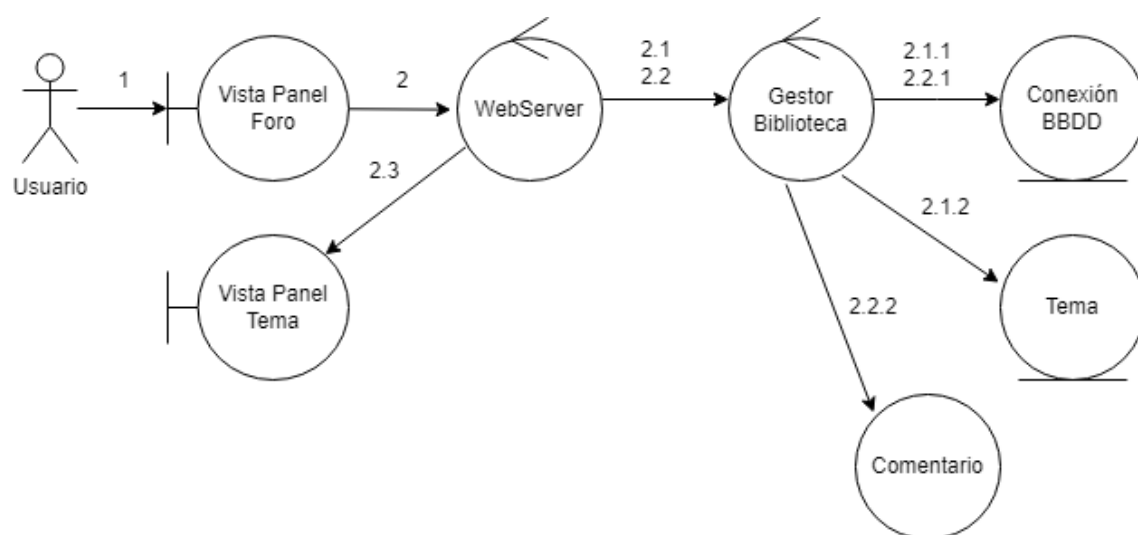 1
2
2.1
2.2
2.1.1
2.2.1
Vista Panel
Foro
WebServer
Gestor
Biblioteca
Conexión
BBDD
Usuario
2.3
2.1.2
Vista Panel
Tema
2.2.2
Tema
Comentario